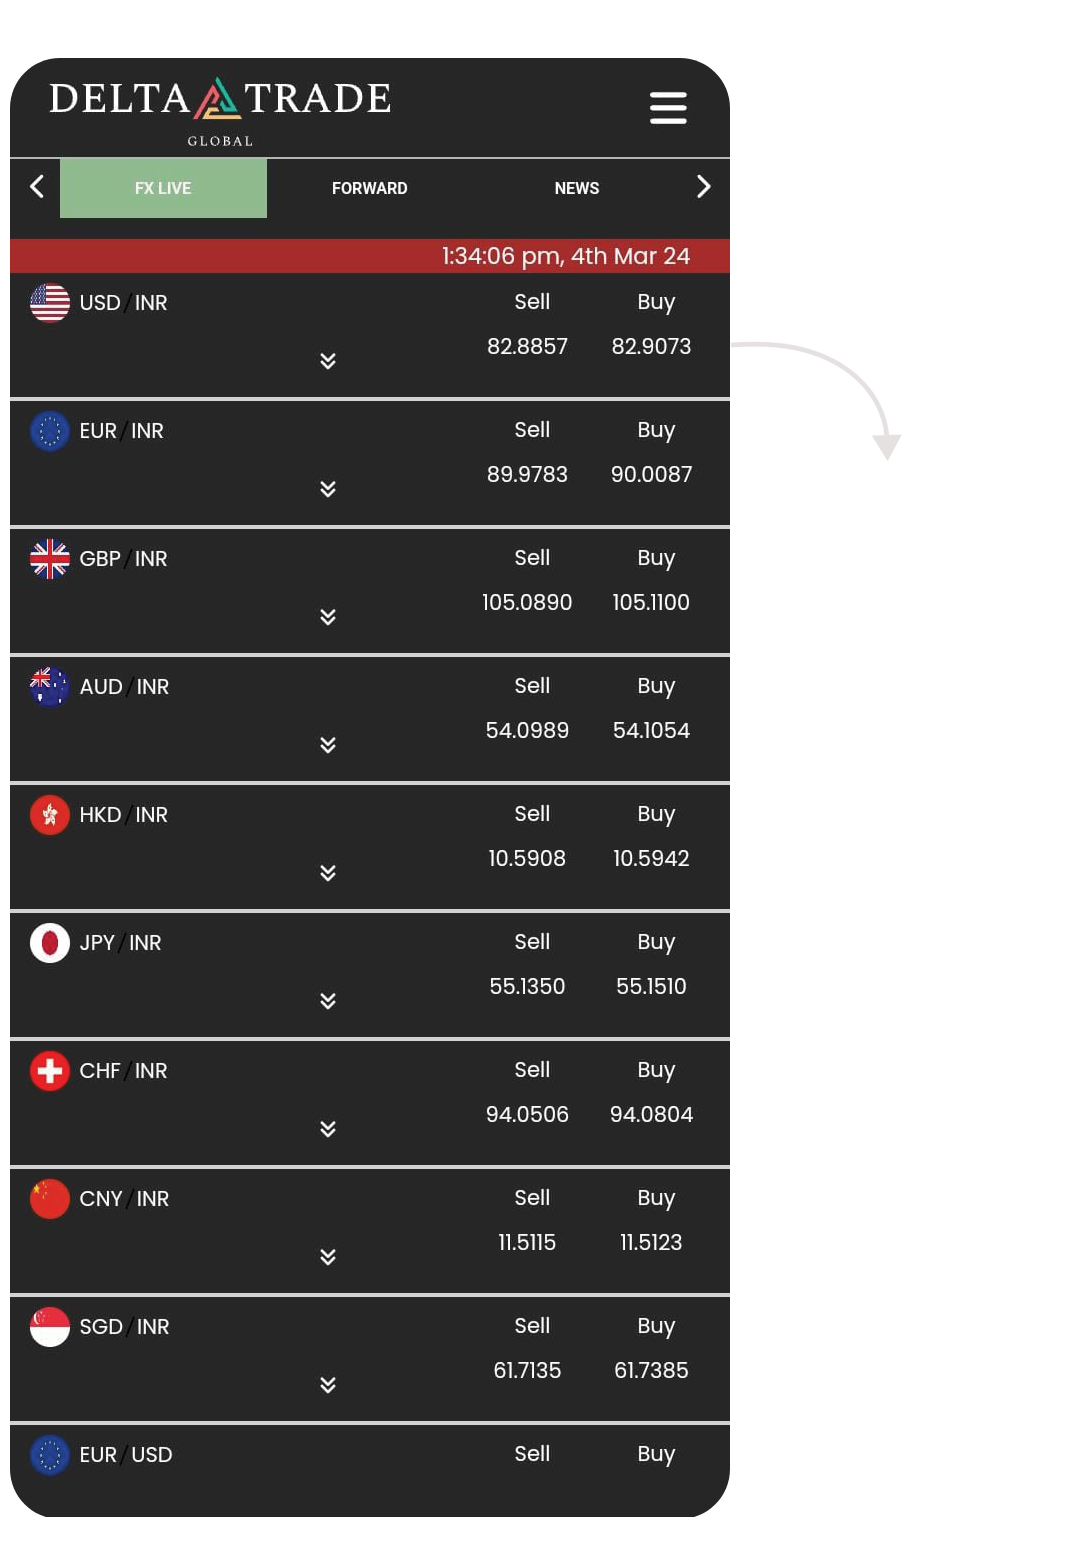 DELTA TRADE
GLOBAL
FX LIVE FORWARD NEWS
1:34:06 pm, 4th Mar 24
USD/INR Sell Buy
82.8857 82.9073
EUR/INR Sell Buy
89.9783 90.0087
GBP/INR Sell Buy
105.0890 105.1100
AUD/INR Sell Buy
54.0989 54.1054
HKD/INR Sell Buy
10.5908 10.5942
JPY/INR Sell Buy
55.1350 55.1510
CHF/INR Sell Buy
94.0506 94.0804
CNY/INR Sell Buy
11.5115 11.5123
SGD/INR Sell Buy
61.7135 61.7385
EUR/USD Sell Buy